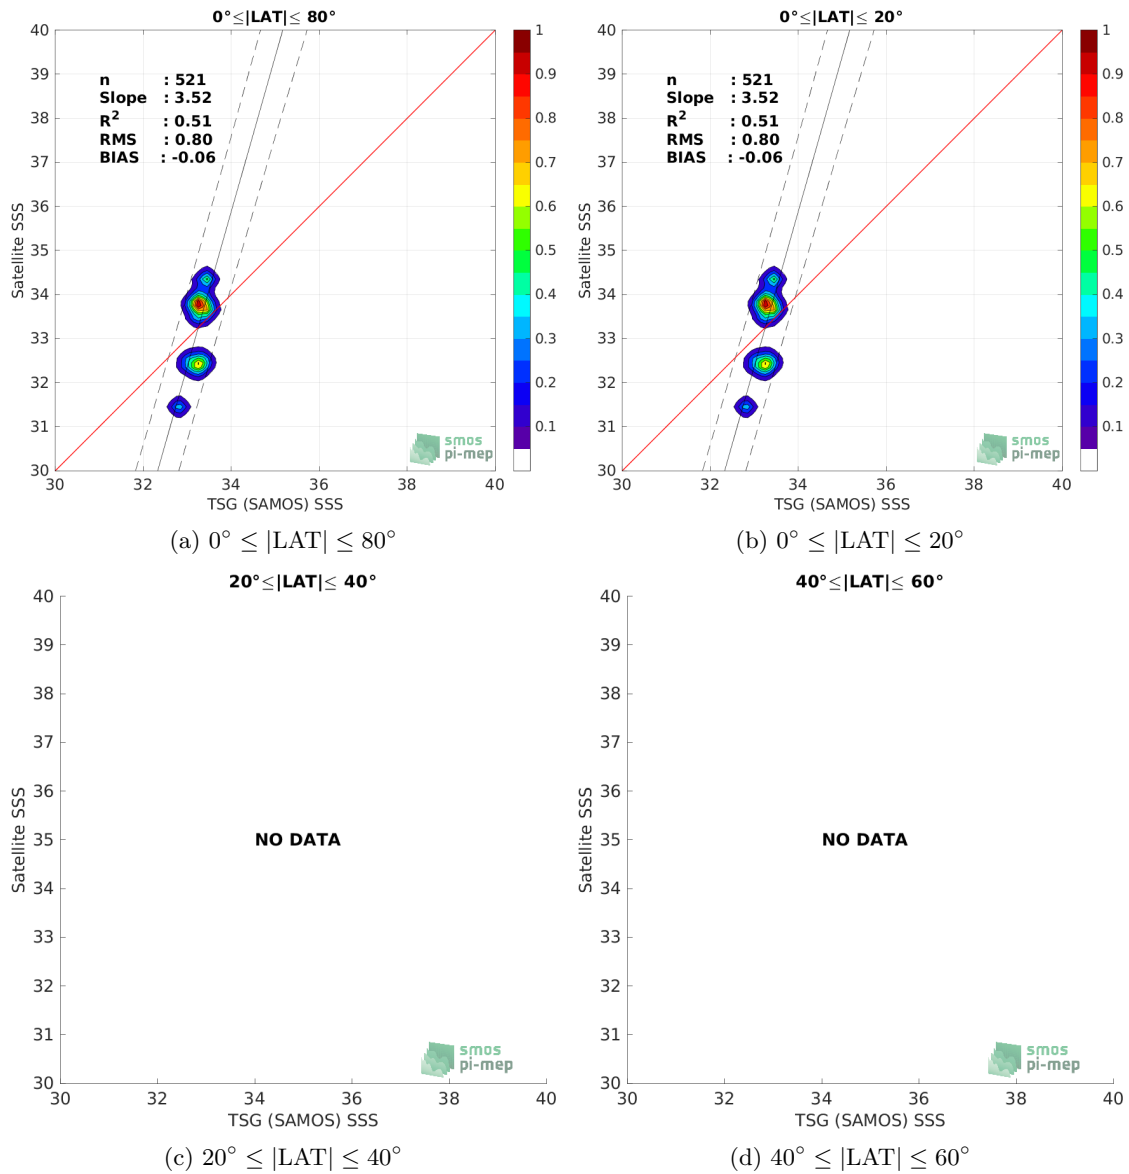 0°≤|LAT|≤ 80°
40
39
38
37
36
35
34
33
32
31
30
n : 521
Slope : 3.52
R2 : 0.51
RMS : 0.80
BIAS : -0.06
Satellite SSS
30 32 34 36 38 40
TSG (SAMOS) SSS
1
0.9
0.8
0.7
0.6
0.5
0.4
0.3
0.2
0.1
smos
pi-mep
(a) 0° ≤ |LAT| ≤ 80°
0°≤|LAT|≤ 20°
40
39
38
37
36
35
34
33
32
31
30
n : 521
Slope : 3.52
R2 : 0.51
RMS : 0.80
BIAS : -0.06
Satellite SSS
30 32 34 36 38 40
TSG (SAMOS) SSS
1
0.9
0.8
0.7
0.6
0.5
0.4
0.3
0.2
0.1
smos
pi-mep
(b) 0° ≤ |LAT| ≤ 20°
20°≤|LAT|≤ 40°
40
39
38
37
36
35
34
33
32
31
30
Satellite SSS
NO DATA
smos
pi-mep
30 32 34 36 38 40
TSG (SAMOS) SSS
(c) 20° ≤ |LAT| ≤ 40°
40°≤|LAT|≤ 60°
40
39
38
37
36
35
34
33
32
31
30
Satellite SSS
NO DATA
smos
pi-mep
30 32 34 36 38 40
TSG (SAMOS) SSS
(d) 40° ≤ |LAT| ≤ 60°